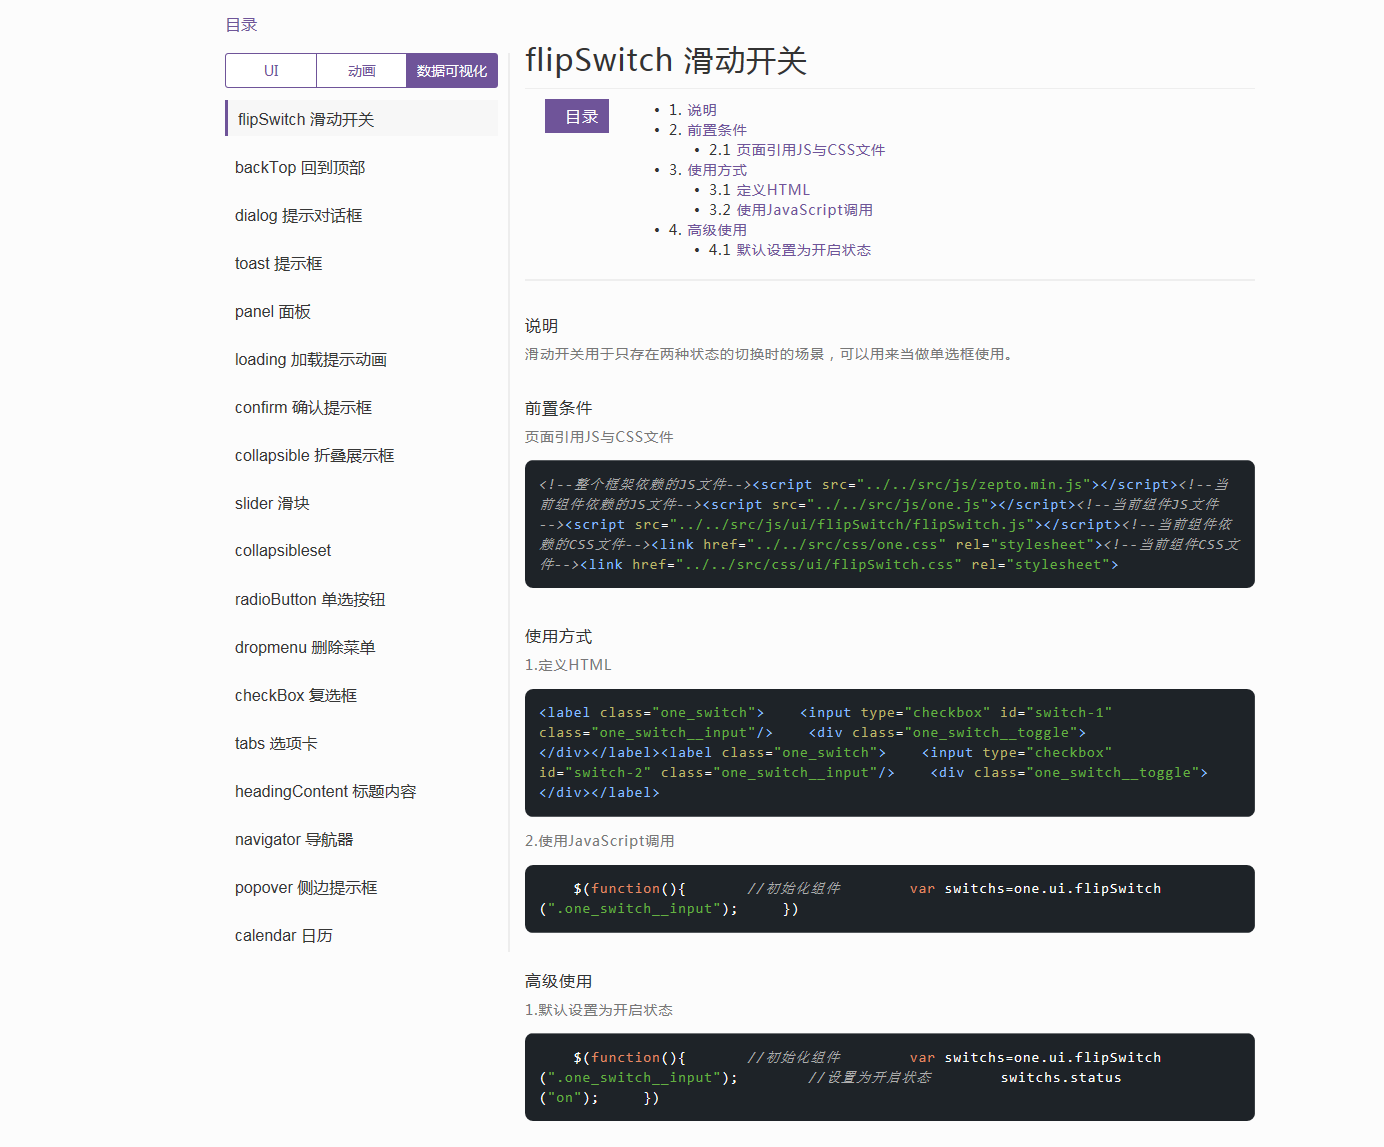 目录
UI
动画
数据可视化
flipSwitch 滑动开关
backTop 回到顶部
dialog 提示对话框
toast 提示框
panel 面板
loading 加载提示动画
confirm 确认提示框
collapsible 折叠展示框
slider 滑块
collapsibleset
radioButton 单选按钮
dropmenu 删除菜单
checkBox 复选框
tabs 选项卡
headingContent 标题内容
navigator 导航器
popover 侧边提示框
calendar 日历
flipSwitch 滑动开关
目录
• 1. 说明
• 2. 前置条件
• 2.1 页面引用JS与CSS文件
• 3. 使用方式
• 3.1 定义HTML
• 3.2 使用JavaScript调用
• 4. 高级使用
• 4.1 默认设置为开启状态
说明
滑动开关用于只存在两种状态的切换时的场景，可以用来当做单选框使用。
前置条件
页面引用JS与CSS文件
<!--整个框架依赖的JS文件--><script src="../../src/js/zepto.min.js"></script><!--当
前组件依赖的JS文件--><script src="../../src/js/one.js"></script><!--当前组件JS文件
--><script src="../../src/js/ui/flipSwitch/flipSwitch.js"></script><!--当前组件依
赖的CSS文件--><link href="../../src/css/one.css" rel="stylesheet"><!--当前组件CSS文
件--><link href="../../src/css/ui/flipSwitch.css" rel="stylesheet">
使用方式
1.定义HTML
<label class="one_switch">    <input type="checkbox" id="switch-1"
class="one_switch__input"/>    <div class="one_switch__toggle">
</div></label><label class="one_switch">    <input type="checkbox"
id="switch-2" class="one_switch__input"/>    <div class="one_switch__toggle">
</div></label>
2.使用JavaScript调用
$(function(){       //初始化组件        var switchs=one.ui.flipSwitch
(".one_switch__input");     })
高级使用
1.默认设置为开启状态
$(function(){       //初始化组件        var switchs=one.ui.flipSwitch
(".one_switch__input");        //设置为开启状态        switchs.status
("on");     })